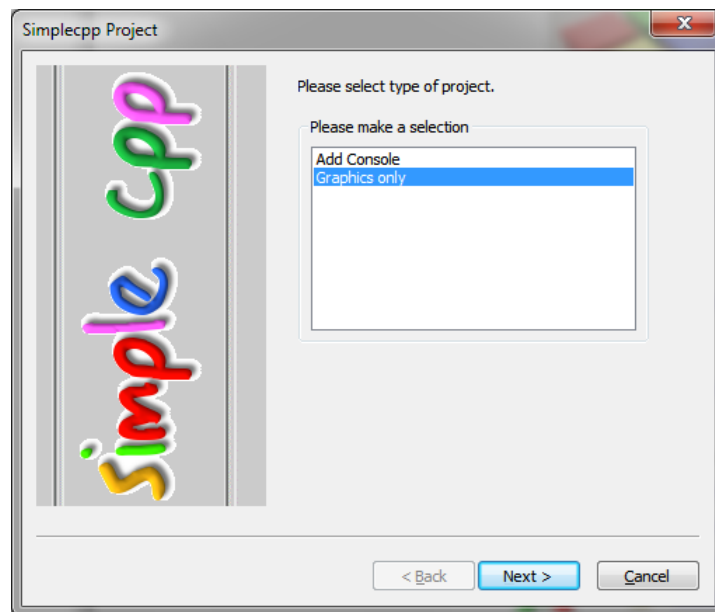 Simplecpp Project
Simple Cpp
Please select type of project.
Please make a selection
Add Console
Graphics only
< Back
Next >
Cancel